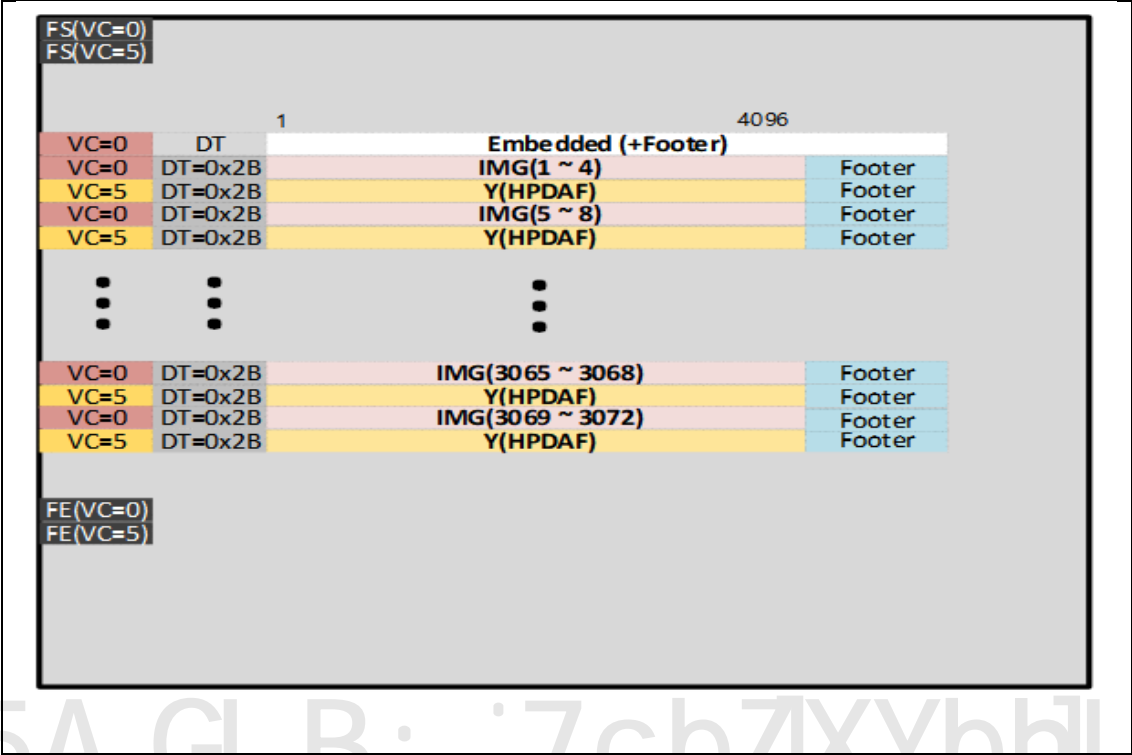 FS(VC=0)
FS(VC=5)
1 4096
VC=0 DT Embedded (+Footer)
VC=0 DT=0x2B IMG(1 ~ 4) Footer
VC=5 DT=0x2B Y(HPDAF) Footer
VC=0 DT=0x2B IMG(5 ~ 8) Footer
VC=5 DT=0x2B Y(HPDAF) Footer
VC=0 DT=0x2B IMG(3065 ~ 3068) Footer
VC=5 DT=0x2B Y(HPDAF) Footer
VC=0 DT=0x2B IMG(3069 ~ 3072) Footer
VC=5 DT=0x2B Y(HPDAF) Footer
FE(VC=0)
FE(VC=5)